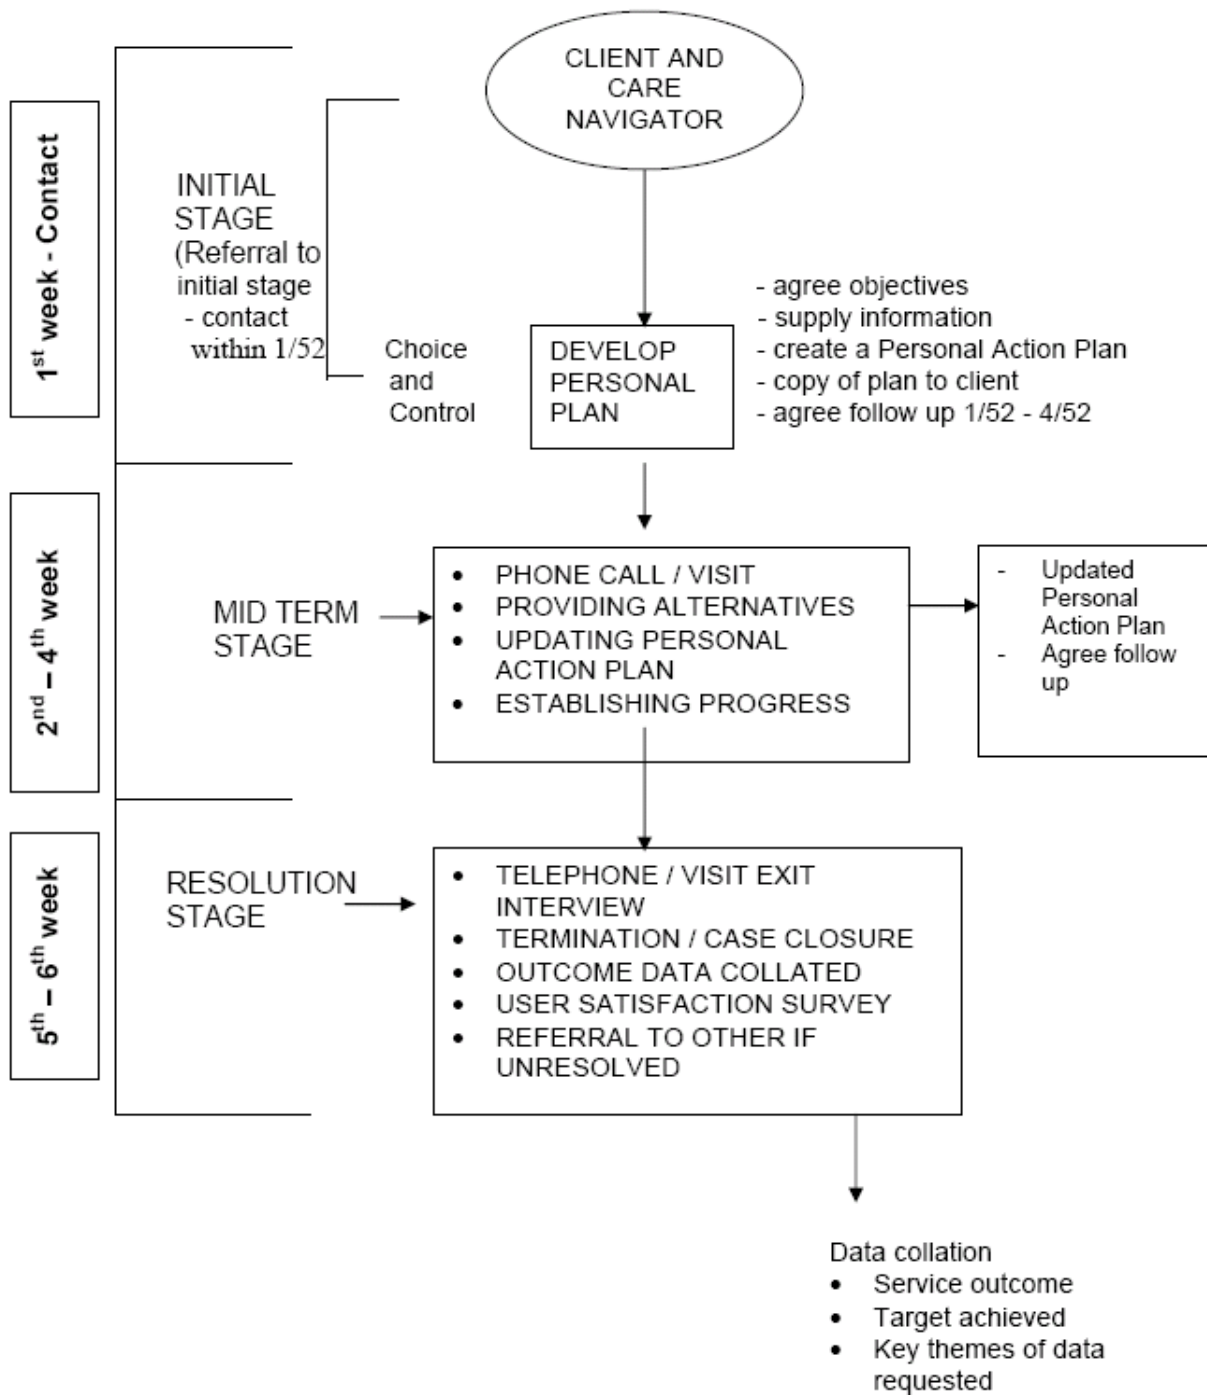 CLIENT AND
CARE
NAVIGATOR
1st week - Contact
INITIAL
STAGE
(Referral to
initial stage
- contact
within 1/52
Choice
and
Control
DEVELOP
PERSONAL
PLAN
- agree objectives
- supply information
- create a Personal Action Plan
- copy of plan to client
- agree follow up 1/52 - 4/52
2nd – 4th week
MID TERM
STAGE
• PHONE CALL / VISIT
• PROVIDING ALTERNATIVES
• UPDATING PERSONAL
ACTION PLAN
• ESTABLISHING PROGRESS
- Updated
Personal
Action Plan
- Agree follow
up
5th – 6th week
RESOLUTION
STAGE
• TELEPHONE / VISIT EXIT
INTERVIEW
• TERMINATION / CASE CLOSURE
• OUTCOME DATA COLLATED
• USER SATISFACTION SURVEY
• REFERRAL TO OTHER IF
UNRESOLVED
Data collation
• Service outcome
• Target achieved
• Key themes of data
requested